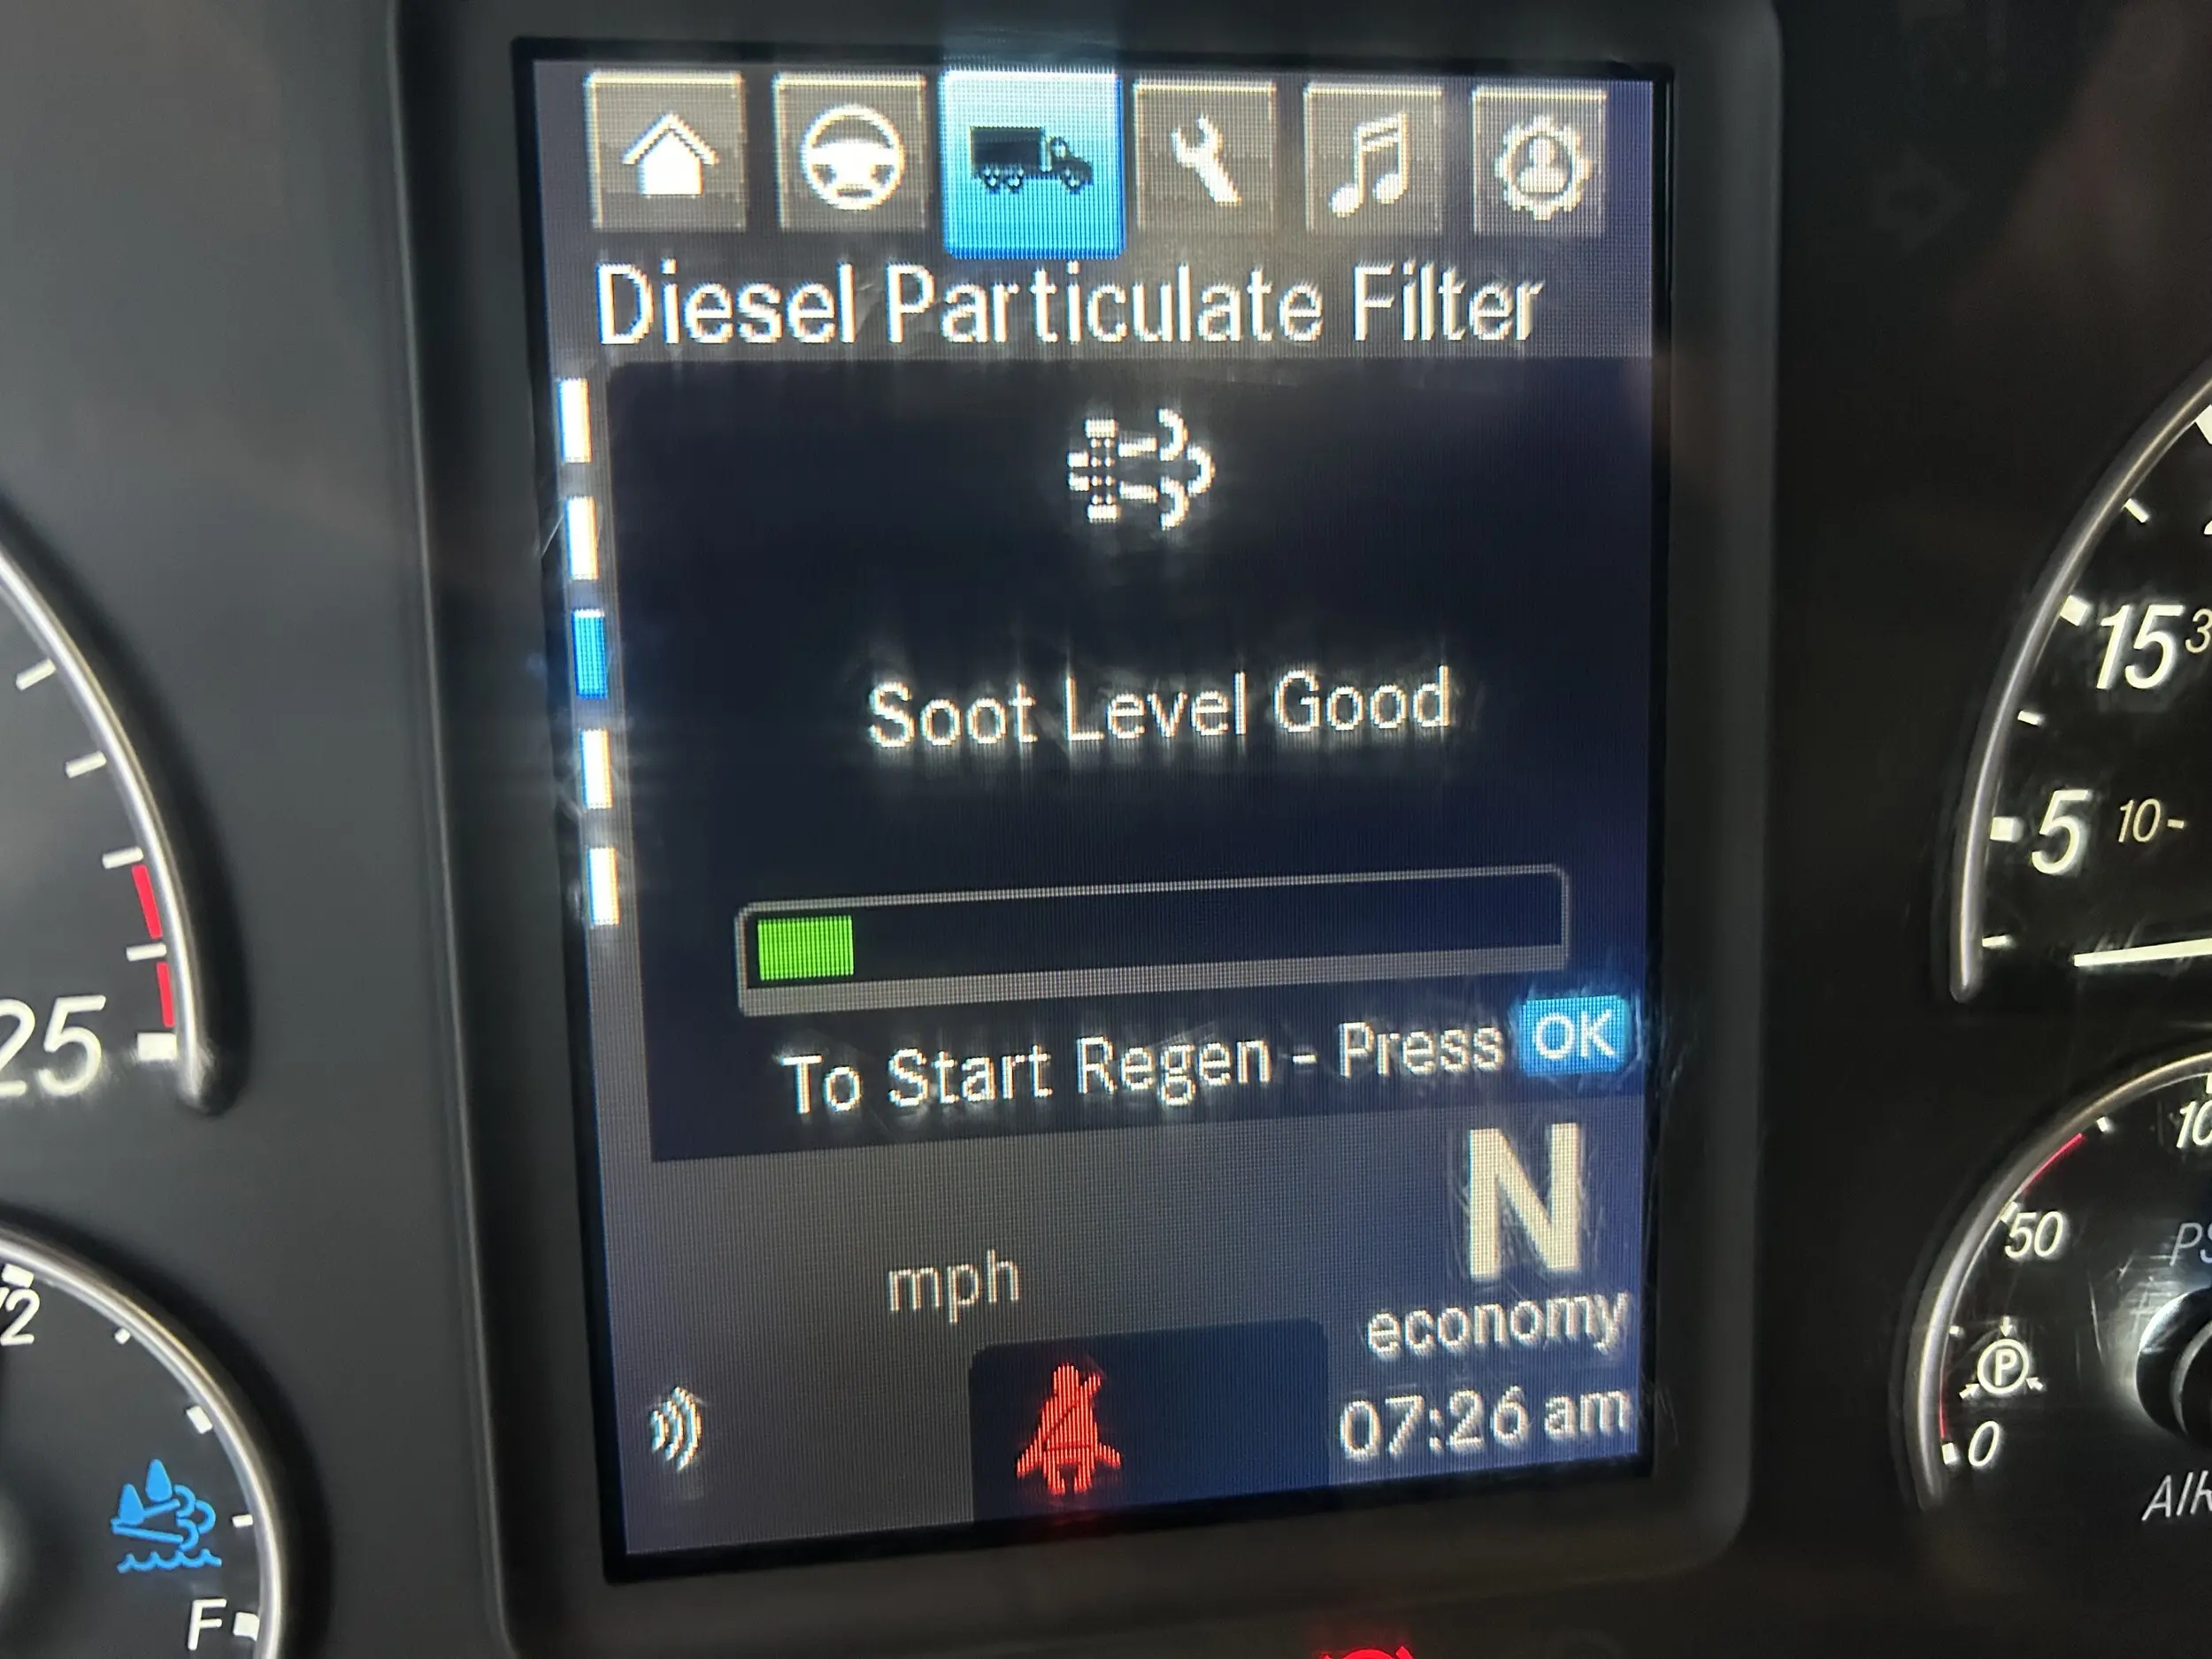 Diesel Particulate Filter
Soot Level Good
To Start Regen - Press OK
mph
N
economy
07:26 am
25
F
15
5
10
50
0
P